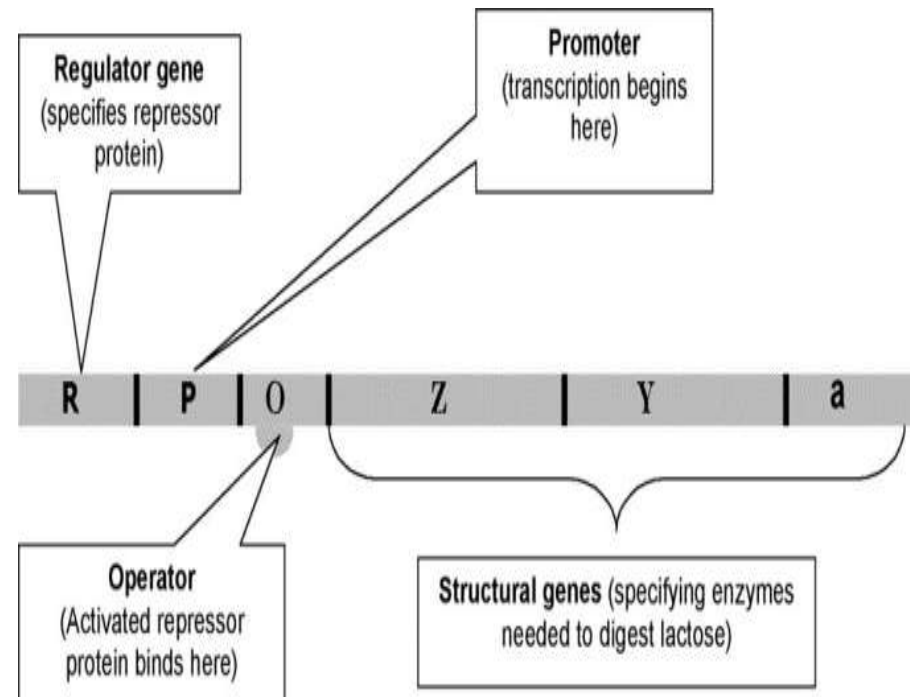 Regulator gene
(specifies repressor
protein)
Promoter
(transcription begins
here)
R P O Z Y a
Operator
(Activated repressor
protein binds here)
Structural genes (specifying enzymes
needed to digest lactose)